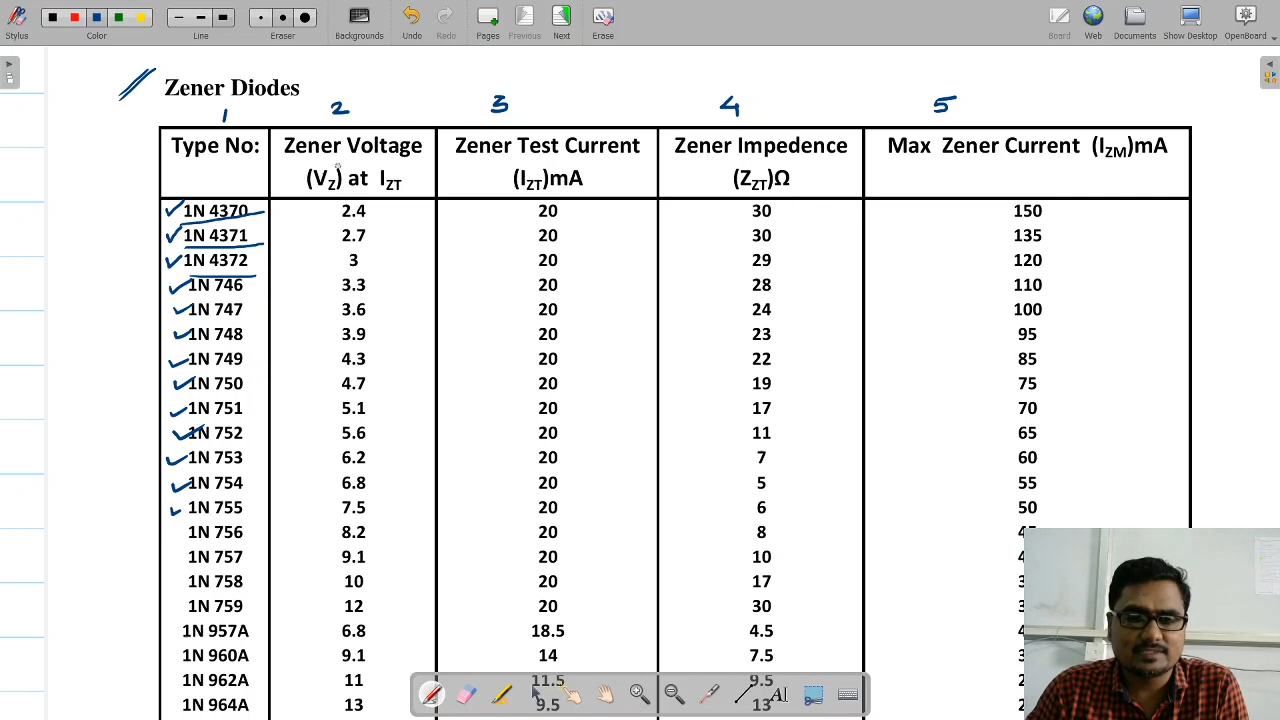 Stylus Color Line Eraser Backgrounds Undo Redo Pages Previous Next Erase Board Web Documents Show Desktop OpenBoard
Zener Diodes
1 2 3 4 5
Type No: Zener Voltage (VZ) at IZT Zener Test Current (IZT)mA Zener Impedence (ZZT)Ω Max Zener Current (IZM)mA
1N 4370 2.4 20 30 150
1N 4371 2.7 20 30 135
1N 4372 3 20 29 120
1N 746 3.3 20 28 110
1N 747 3.6 20 24 100
1N 748 3.9 20 23 95
1N 749 4.3 20 22 85
1N 750 4.7 20 19 75
1N 751 5.1 20 17 70
1N 752 5.6 20 11 65
1N 753 6.2 20 7 60
1N 754 6.8 20 5 55
1N 755 7.5 20 6 50
1N 756 8.2 20 8
1N 757 9.1 20 10
1N 758 10 20 17
1N 759 12 20 30
1N 957A 6.8 18.5 4.5
1N 960A 9.1 14 7.5
1N 962A 11 11.5 9.5
1N 964A 13 9.5 13